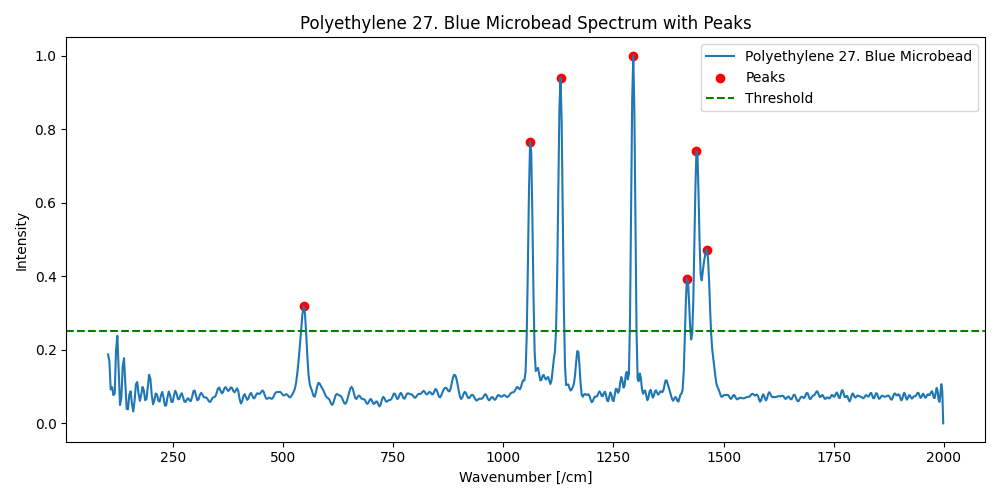 Polyethylene 27. Blue Microbead Spectrum with Peaks
Polyethylene 27. Blue Microbead
Peaks
Threshold
Intensity
1.0
0.8
0.6
0.4
0.2
0.0
250 500 750 1000 1250 1500 1750 2000
Wavenumber [/cm]